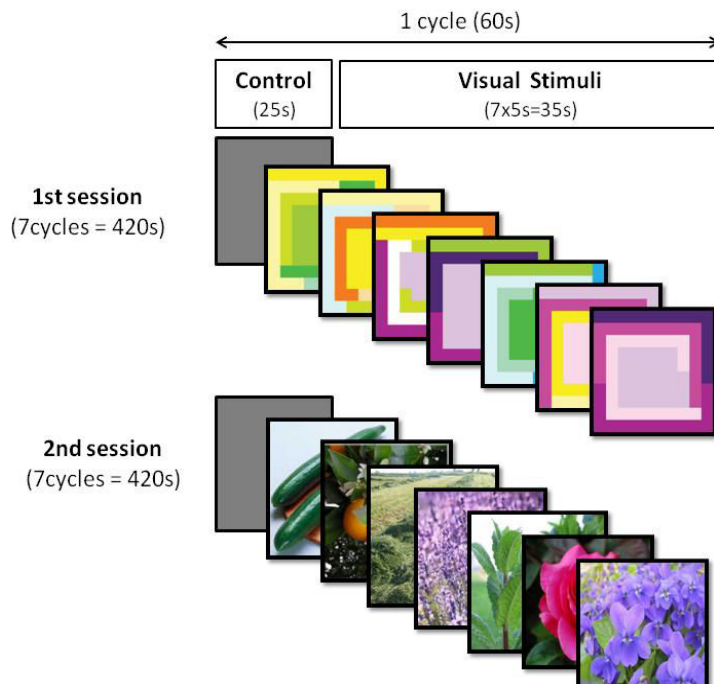 1 cycle (60s)
Control
(25s)
Visual Stimuli
(7x5s=35s)
1st session
(7cycles = 420s)
2nd session
(7cycles = 420s)